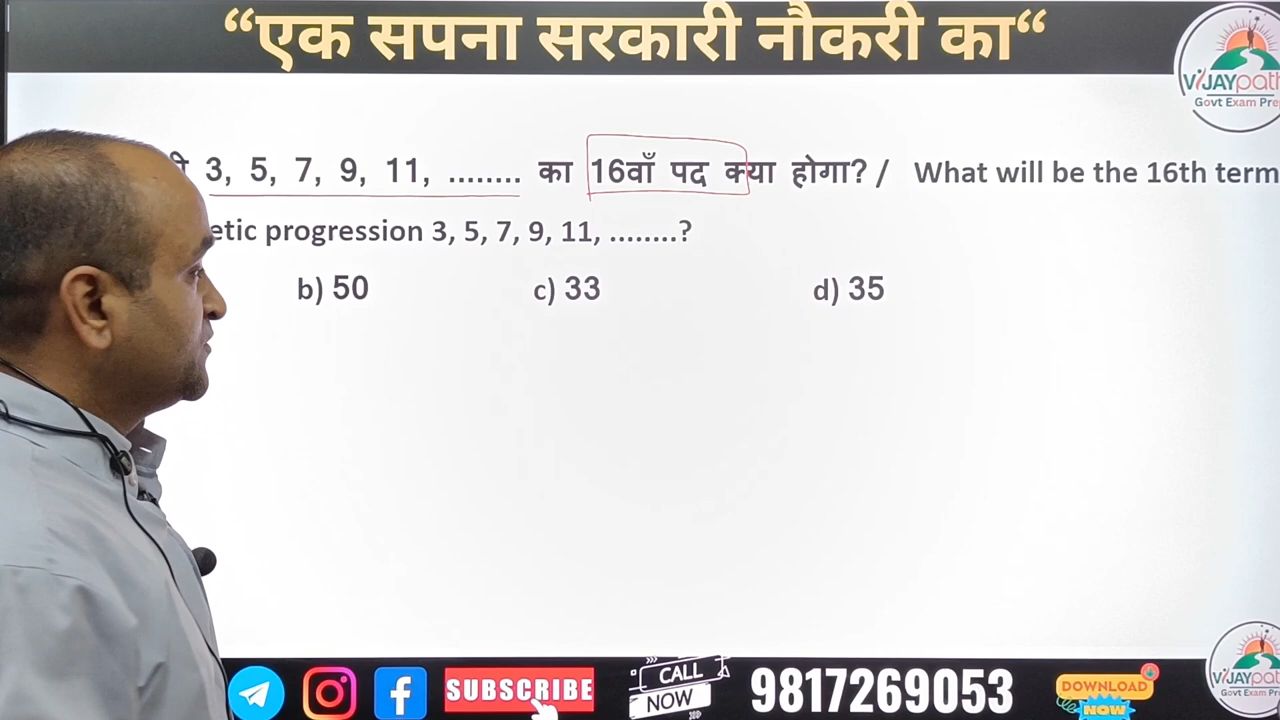 “एक सपना सरकारी नौकरी का“
VIJAYpath
Govt Exam Prep
3, 5, 7, 9, 11, ........ का 16वाँ पद क्या होगा? / What will be the 16th term
etic progression 3, 5, 7, 9, 11, ........?
b) 50 c) 33 d) 35
SUBSCRIBE
CALL
NOW
9817269053
DOWNLOAD
NOW
VIJAYpath
Govt Exam Prep